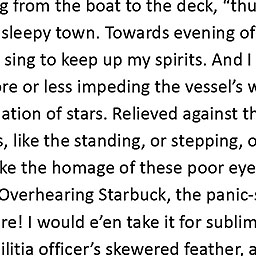 g from the boat to the deck, “thu
sleepy town. Towards evening of
sing to keep up my spirits. And I
re or less impeding the vessel’s w
ation of stars. Relieved against th
s, like the standing, or stepping, o
ke the homage of these poor eye
Overhearing Starbuck, the panic-s
re! I would e’en take it for sublim
ilitia officer’s skewered feather, a